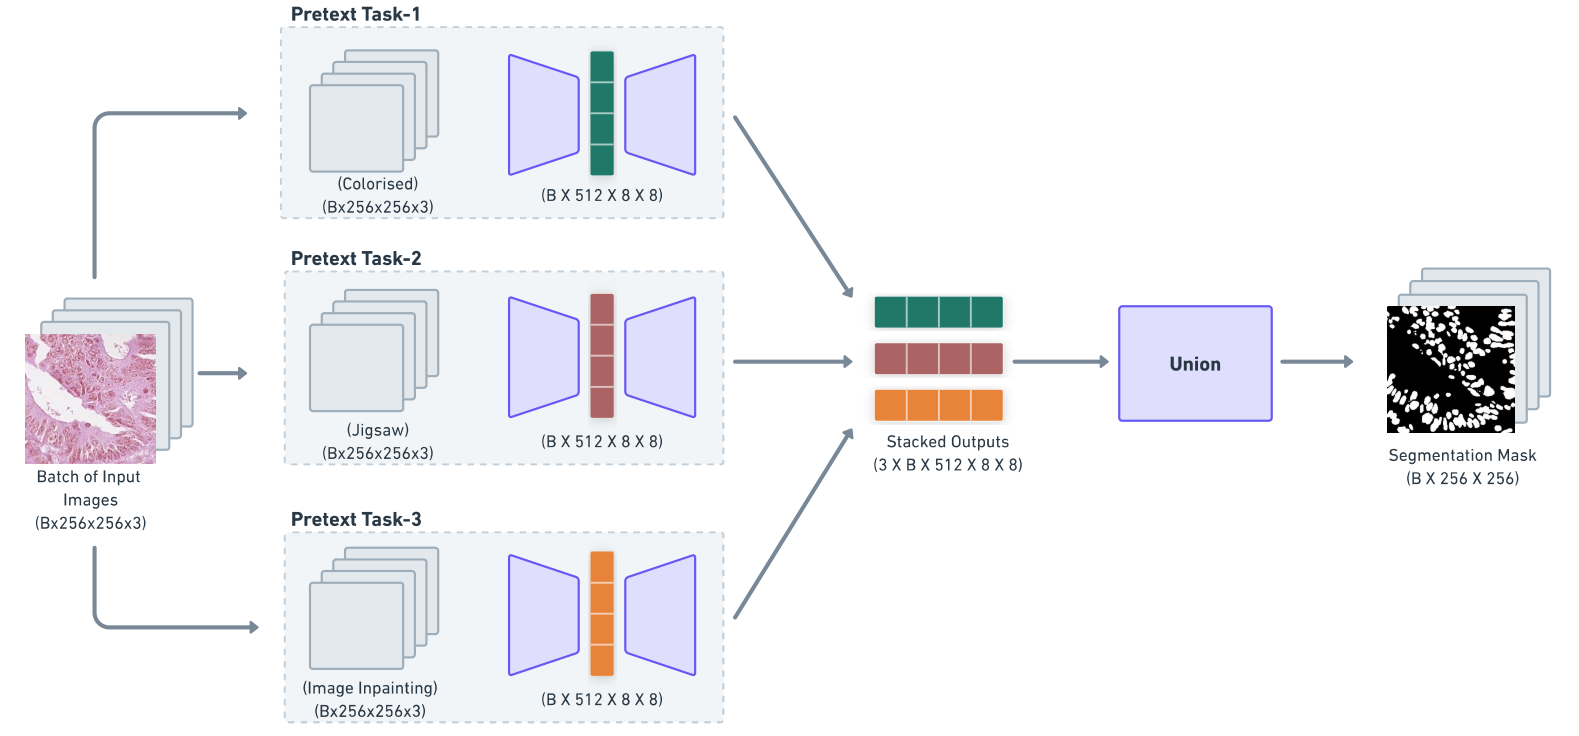 Pretext Task-1
(Colorised)
(Bx256x256x3)
(B X 512 X 8 X 8)
Pretext Task-2
(Jigsaw)
(Bx256x256x3)
(B X 512 X 8 X 8)
Batch of Input
Images
(Bx256x256x3)
Pretext Task-3
(Image Inpainting)
(Bx256x256x3)
(B X 512 X 8 X 8)
Stacked Outputs
(3 X B X 512 X 8 X 8)
Union
Segmentation Mask
(B X 256 X 256)